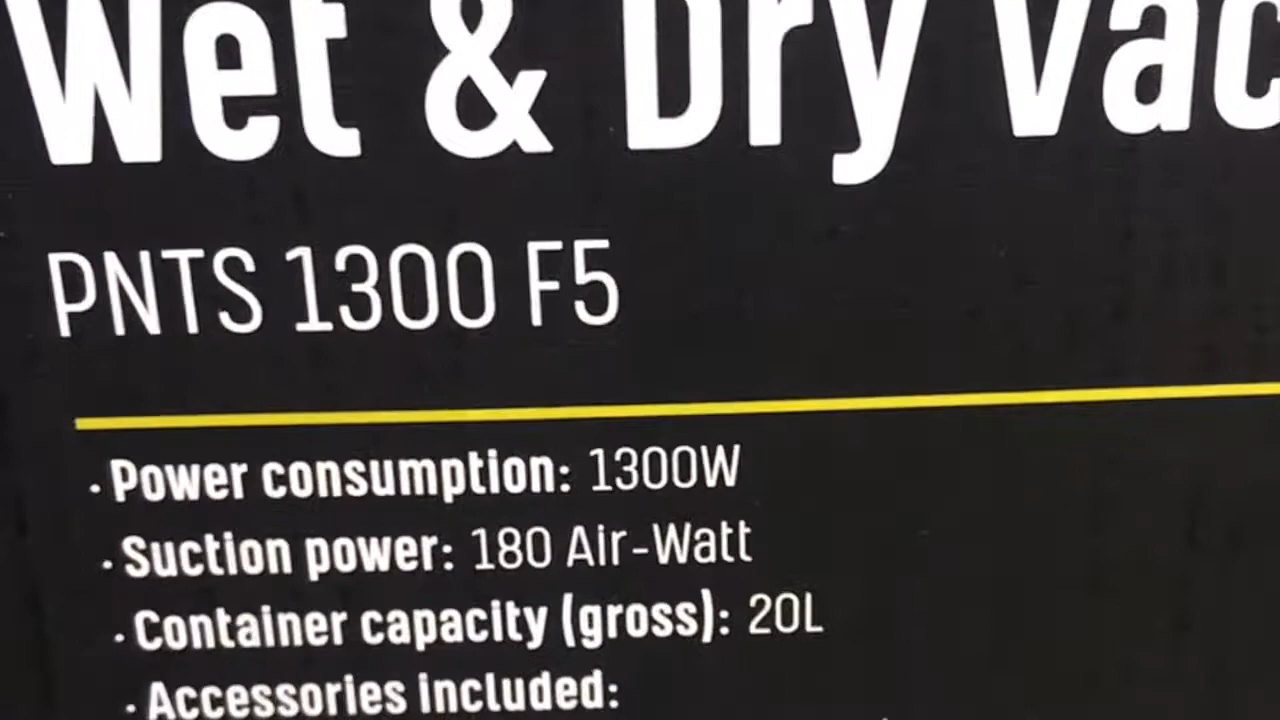 Wet & Dry Vac
PNTS 1300 F5
· Power consumption: 1300W
· Suction power: 180 Air-Watt
· Container capacity (gross): 20L
· Accessories included: